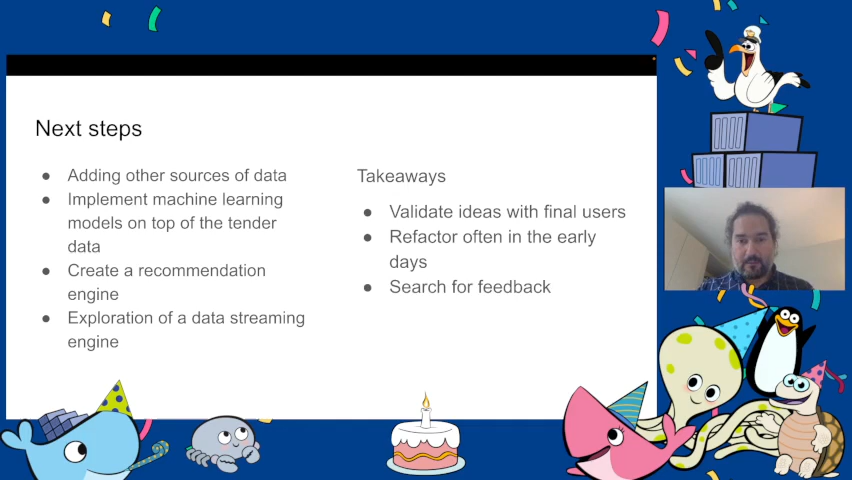 Next steps
Adding other sources of data
Implement machine learning
models on top of the tender
data
Create a recommendation
engine
Exploration of a data streaming
engine
Takeaways
Validate ideas with final users
Refactor often in the early
days
Search for feedback